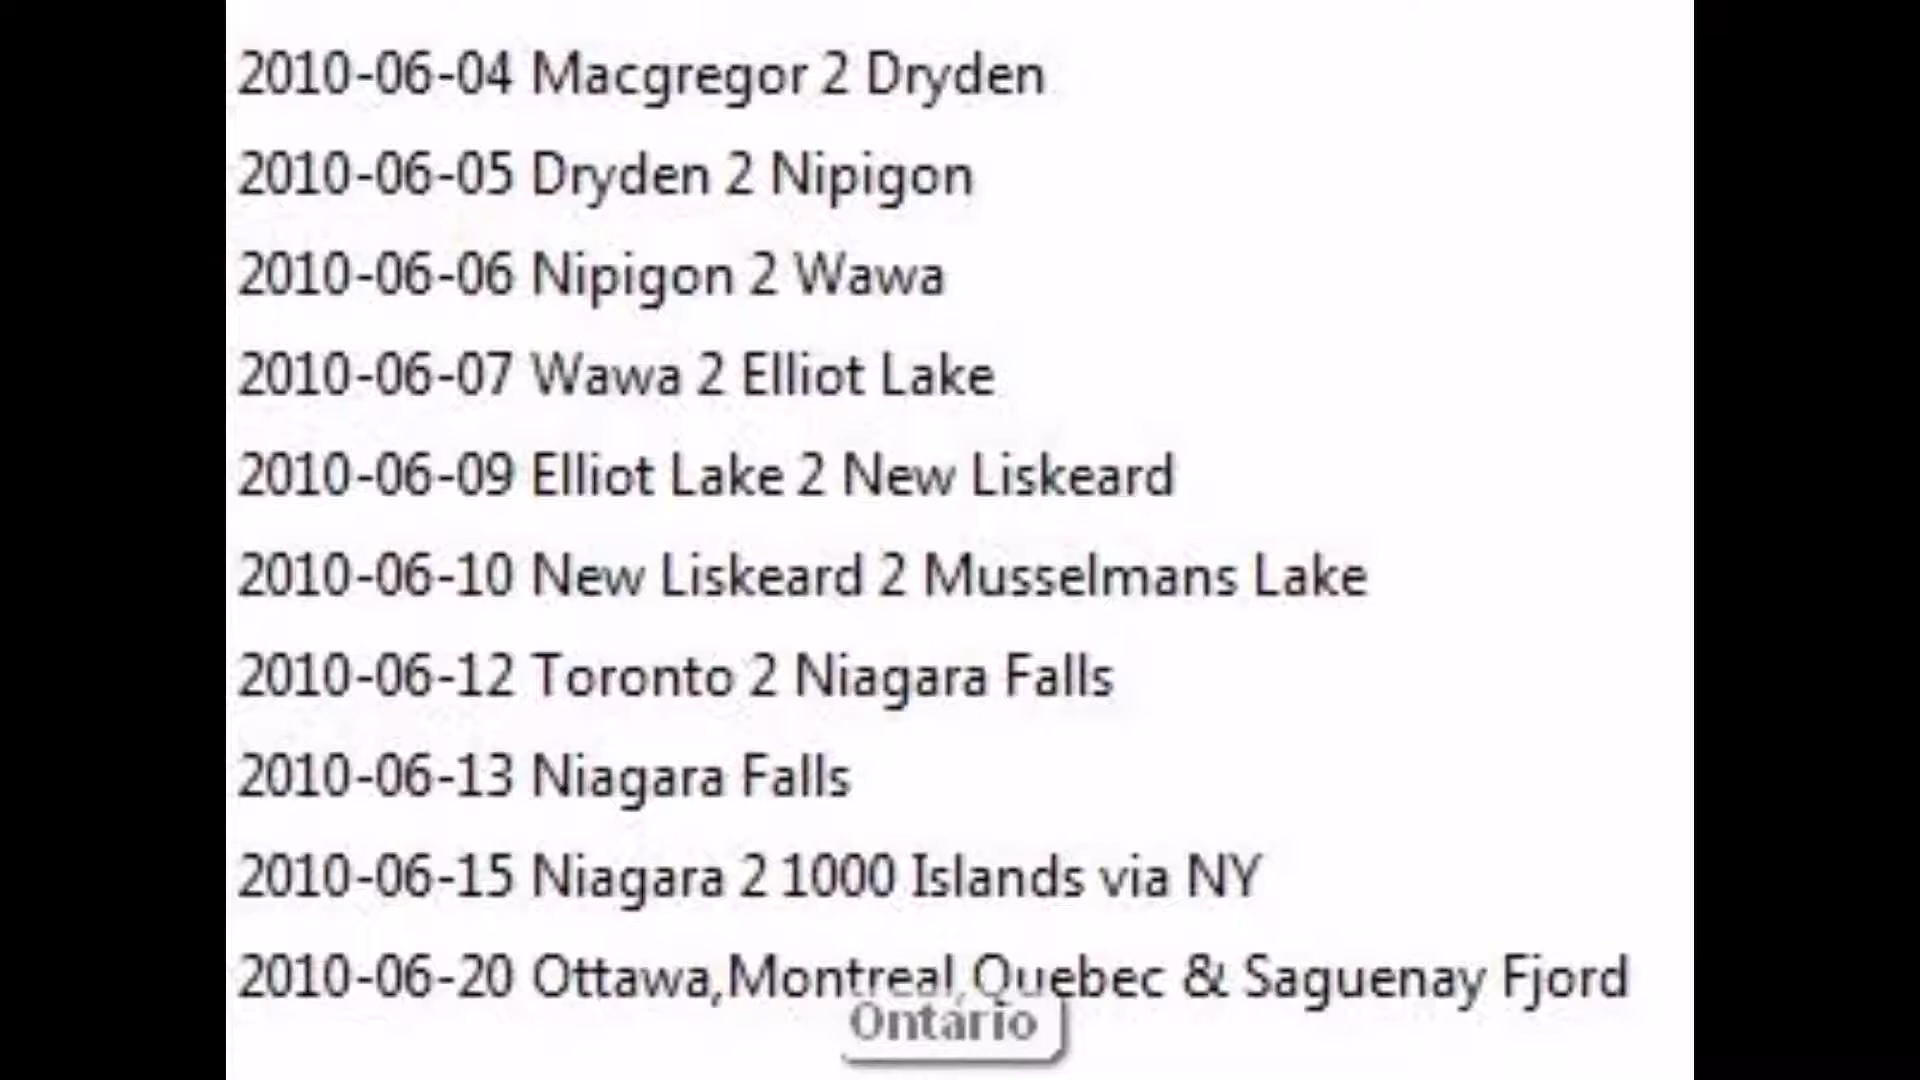 2010-06-04 Macgregor 2 Dryden
2010-06-05 Dryden 2 Nipigon
2010-06-06 Nipigon 2 Wawa
2010-06-07 Wawa 2 Elliot Lake
2010-06-09 Elliot Lake 2 New Liskeard
2010-06-10 New Liskeard 2 Musselmans Lake
2010-06-12 Toronto 2 Niagara Falls
2010-06-13 Niagara Falls
2010-06-15 Niagara 2 1000 Islands via NY
2010-06-20 Ottawa,Montreal,Quebec & Saguenay Fjord
Ontario